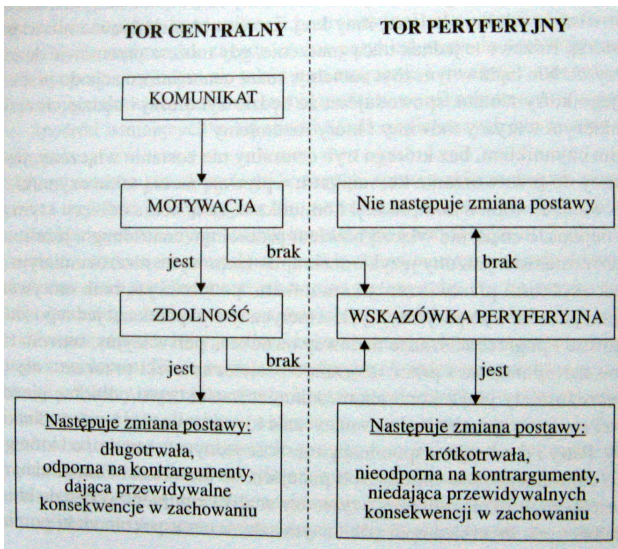 TOR CENTRALNY
TOR PERYFERYJNY
KOMUNIKAT
MOTYWACJA
Nie następuje zmiana postawy
jest
brak
brak
ZDOLNOŚĆ
WSKAZÓWKA PERYFERYJNA
jest
brak
jest
Następuje zmiana postawy:
długotrwała,
odporna na kontrargumenty,
dająca przewidywalne
konsekwencje w zachowaniu
Następuje zmiana postawy:
krótkotrwała,
nieodporna na kontrargumenty,
niedająca przewidywalnych
konsekwencji w zachowaniu